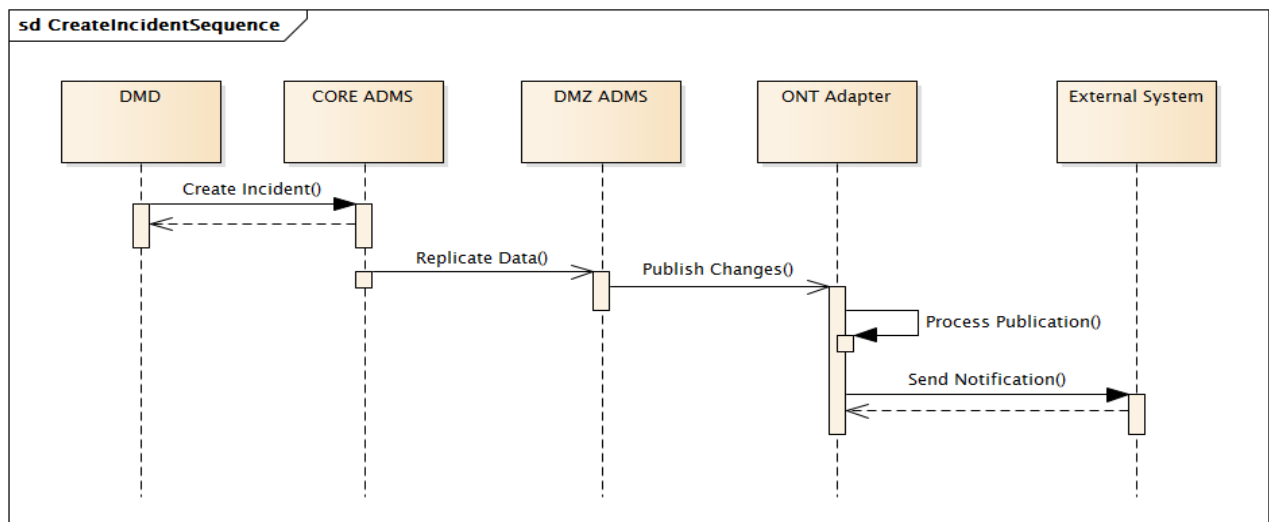 sd CreateIncidentSequence
DMD
CORE ADMS
DMZ ADMS
ONT Adapter
External System
Create Incident()
Replicate Data()
Publish Changes()
Process Publication()
Send Notification()